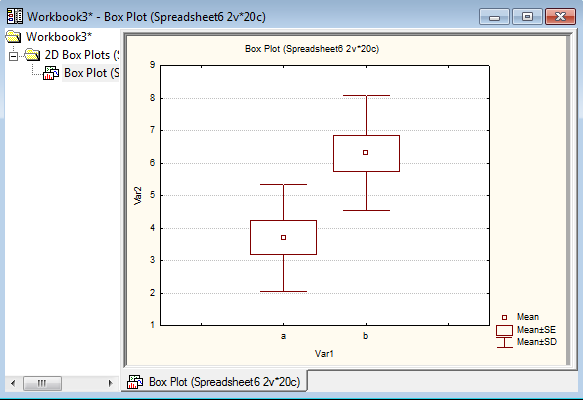 Workbook3* - Box Plot (Spreadsheet6 2v*20c)
Workbook3*
2D Box Plots (S
Box Plot (S
Box Plot (Spreadsheet6 2v*20c)
9
8
7
6
5
4
3
2
1
Var2
a b
Var1
Mean
Mean±SE
Mean±SD
Box Plot (Spreadsheet6 2v*20c)